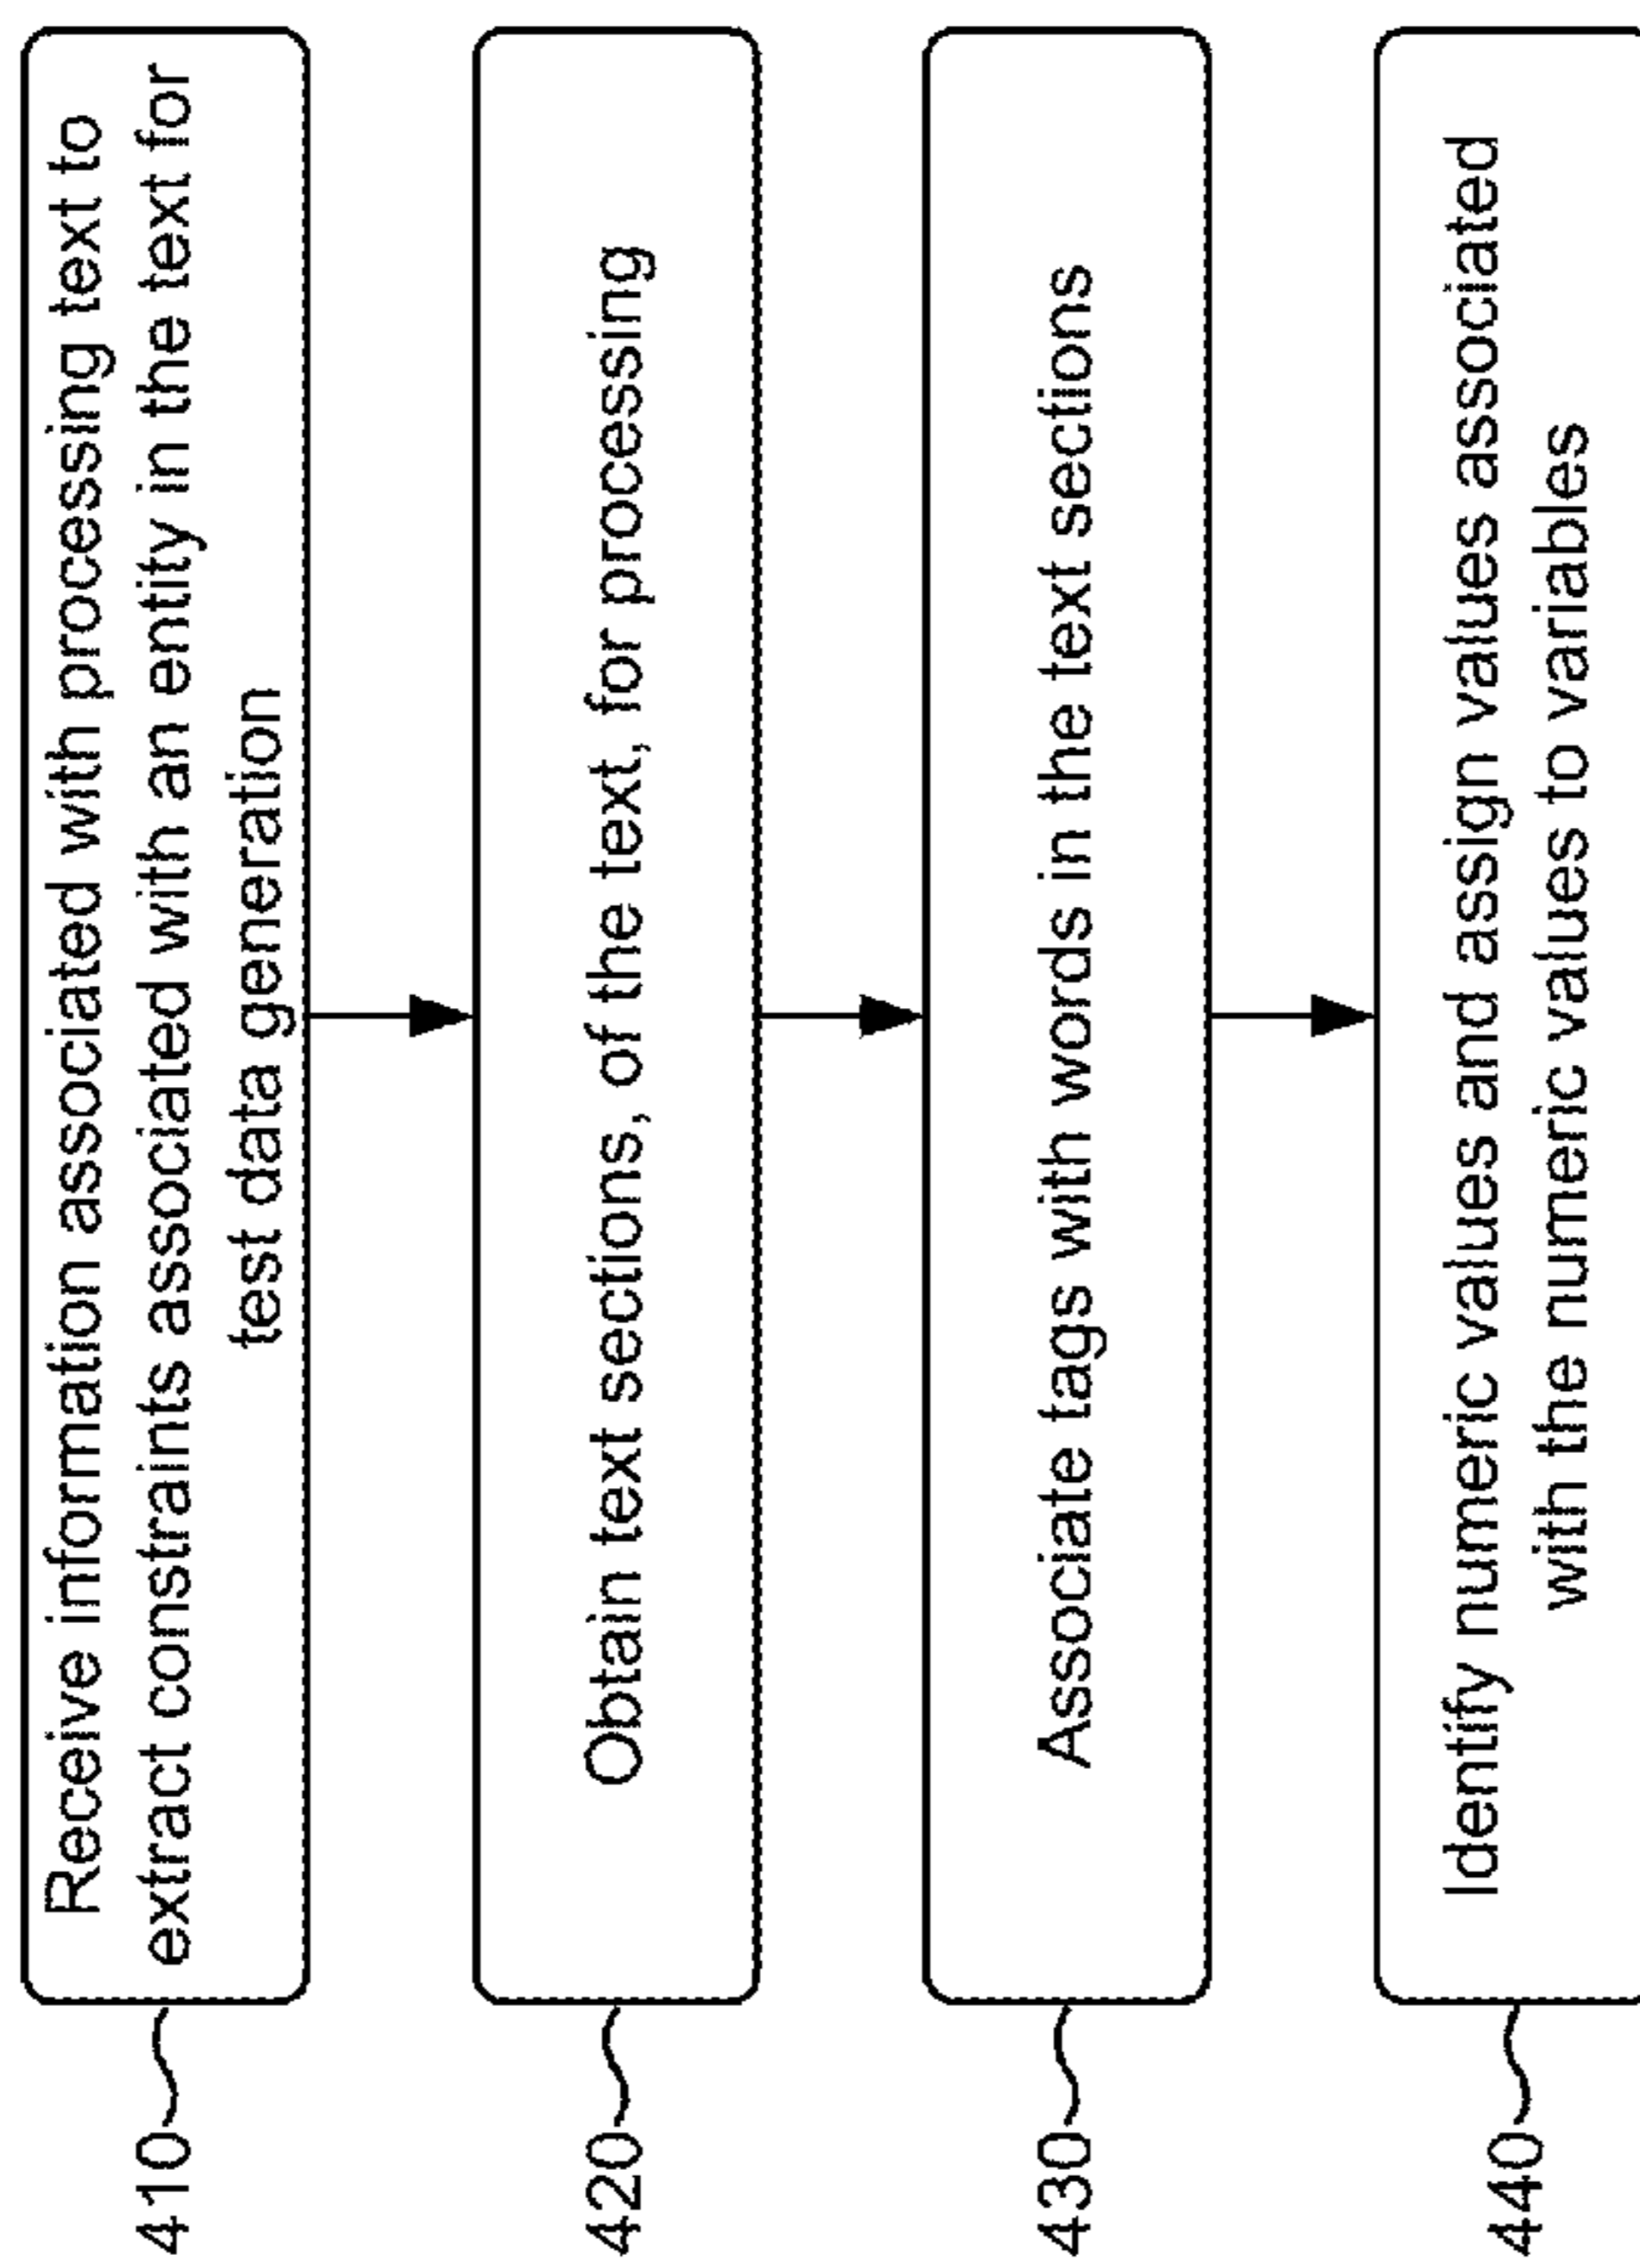 410
Receive information associated with processing text to
extract constraints associated with an entity in the text for
test data generation
420
Obtain text sections, of the text, for processing
430
Associate tags with words in the text sections
440
Identify numeric values and assign values associated
with the numeric values to variables